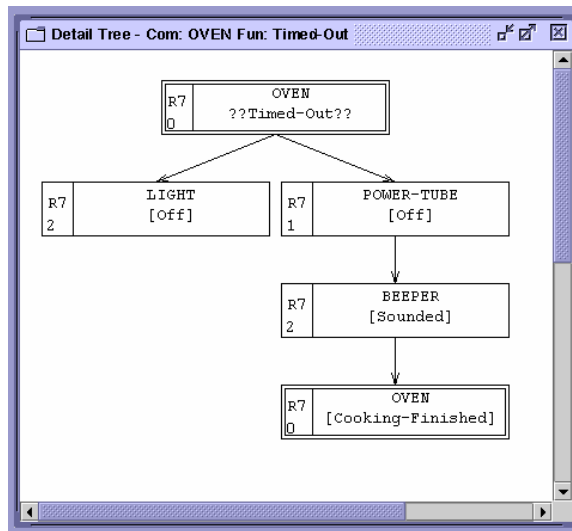 Detail Tree - Com: OVEN Fun: Timed-Out
R7 OVEN
0 ??Timed-Out??
R7 LIGHT
2 [Off]
R7 POWER-TUBE
1 [Off]
R7 BEEPER
2 [Sounded]
R7 OVEN
0 [Cooking-Finished]